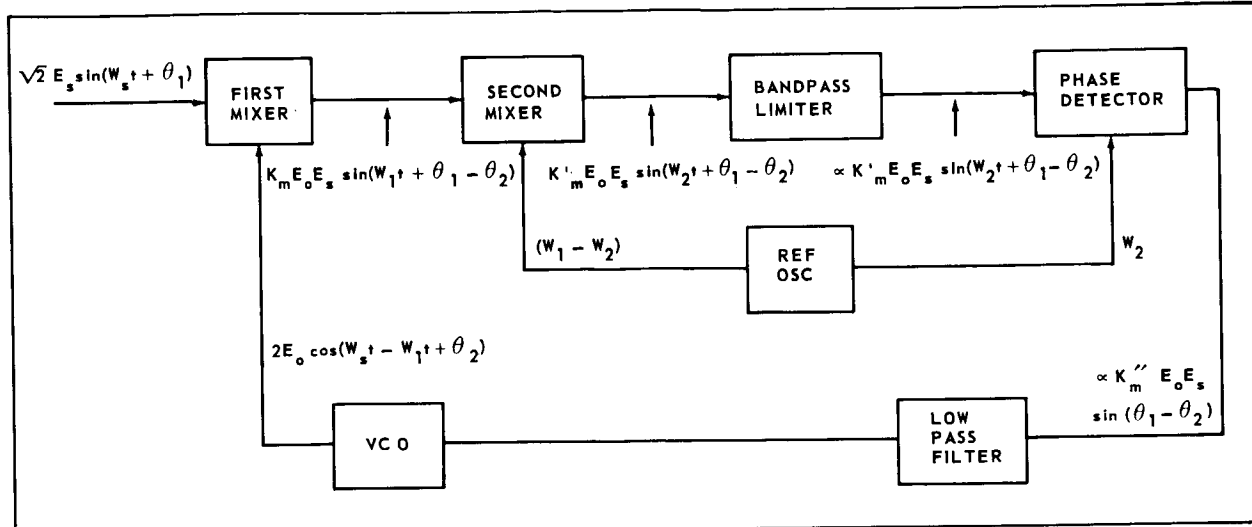 √2 E_s sin(W_s t + θ_1)
FIRST
MIXER
SECOND
MIXER
BANDPASS
LIMITER
PHASE
DETECTOR
K_m E_o E_s sin(W_1 t + θ_1 - θ_2)
K'_m E_o E_s sin(W_2 t + θ_1 - θ_2)
∝ K'_m E_o E_s sin(W_2 t + θ_1 - θ_2)
(W_1 - W_2)
REF
OSC
W_2
2E_o cos(W_s t - W_1 t + θ_2)
∝ K''_m E_o E_s
sin (θ_1 - θ_2)
VCO
LOW
PASS
FILTER